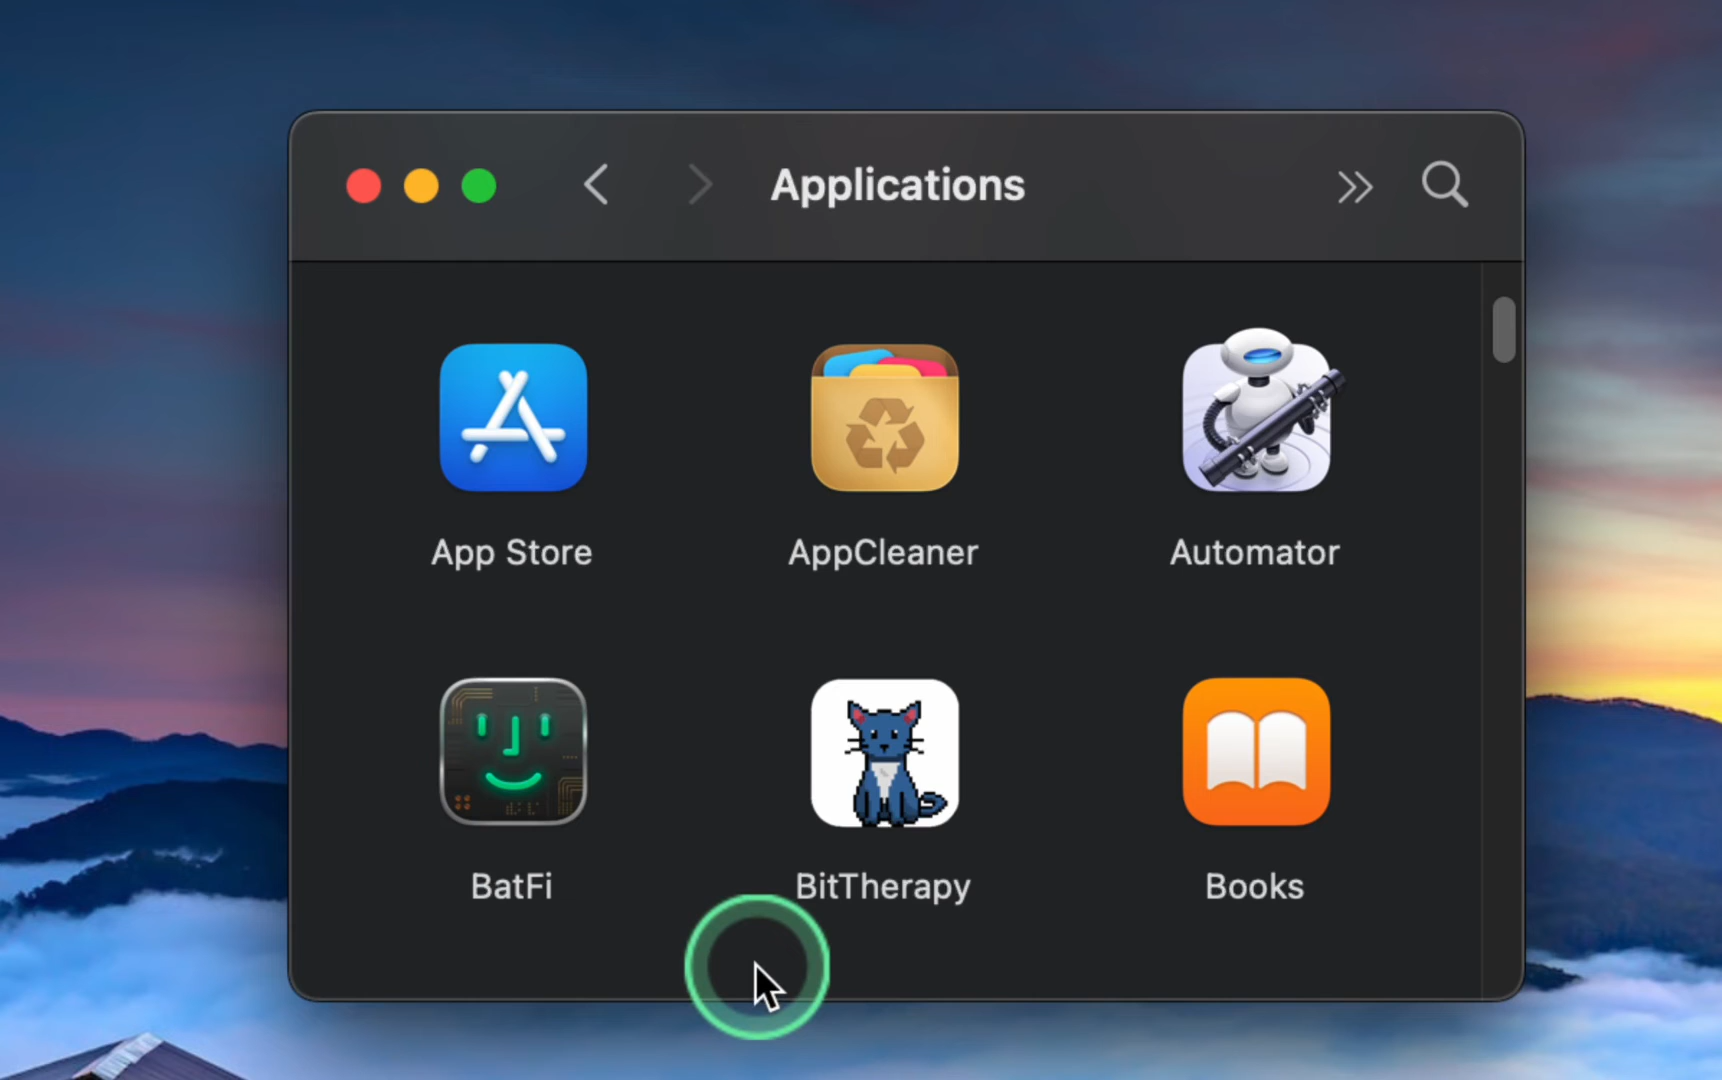 Applications
App Store
AppCleaner
Automator
BatFi
BitTherapy
Books